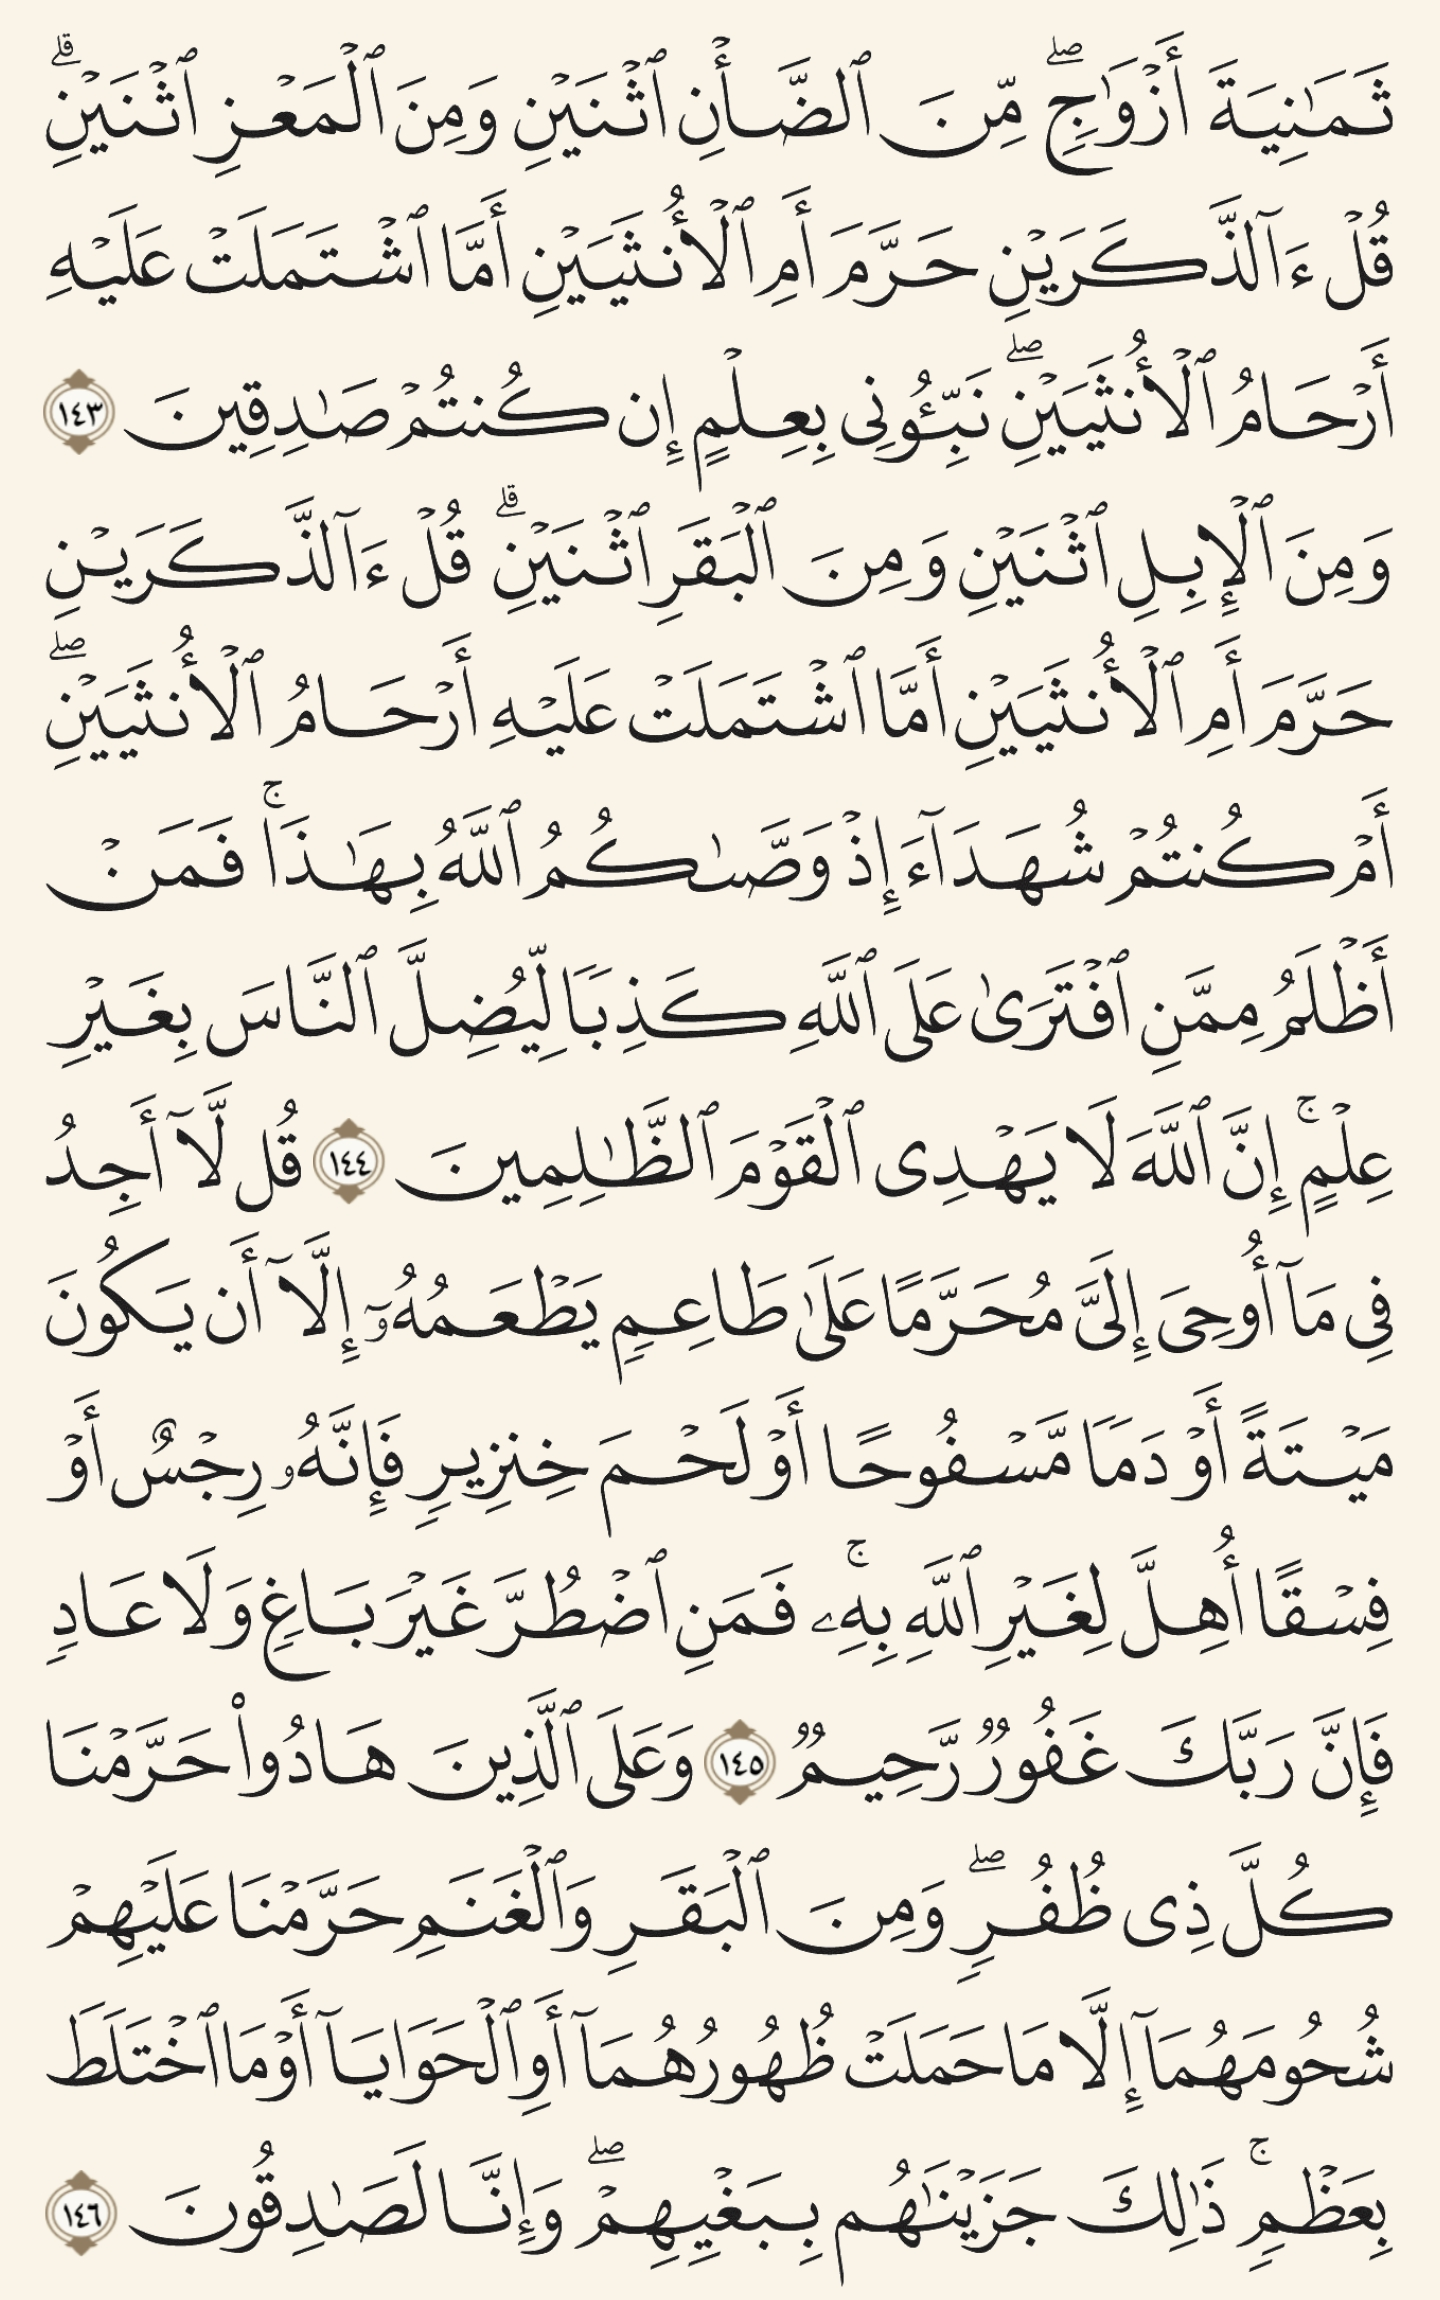 ثَمَٰنِيَةَ أَزۡوَٰجٖۖ مِّنَ ٱلضَّأۡنِ ٱثۡنَيۡنِ وَمِنَ ٱلۡمَعۡزِ ٱثۡنَيۡنِۗ
قُلۡ ءَآلذَّكَرَيۡنِ حَرَّمَ أَمِ ٱلۡأُنثَيَيۡنِ أَمَّا ٱشۡتَمَلَتۡ عَلَيۡهِ
أَرۡحَامُ ٱلۡأُنثَيَيۡنِۖ نَبِّـُٔونِي بِعِلۡمٍ إِن كُنتُمۡ صَٰدِقِينَ ١٤٣
وَمِنَ ٱلۡإِبِلِ ٱثۡنَيۡنِ وَمِنَ ٱلۡبَقَرِ ٱثۡنَيۡنِۗ قُلۡ ءَآلذَّكَرَيۡنِ
حَرَّمَ أَمِ ٱلۡأُنثَيَيۡنِ أَمَّا ٱشۡتَمَلَتۡ عَلَيۡهِ أَرۡحَامُ ٱلۡأُنثَيَيۡنِۖ
أَمۡ كُنتُمۡ شُهَدَآءَ إِذۡ وَصَّىٰكُمُ ٱللَّهُ بِهَٰذَاۚ فَمَنۡ
أَظۡلَمُ مِمَّنِ ٱفۡتَرَىٰ عَلَى ٱللَّهِ كَذِبٗا لِّيُضِلَّ ٱلنَّاسَ بِغَيۡرِ
عِلۡمٍۚ إِنَّ ٱللَّهَ لَا يَهۡدِي ٱلۡقَوۡمَ ٱلظَّٰلِمِينَ ١٤٤ قُل لَّآ أَجِدُ
فِي مَآ أُوحِيَ إِلَيَّ مُحَرَّمًا عَلَىٰ طَاعِمٖ يَطۡعَمُهُۥٓ إِلَّآ أَن يَكُونَ
مَيۡتَةً أَوۡ دَمٗا مَّسۡفُوحًا أَوۡ لَحۡمَ خِنزِيرٖ فَإِنَّهُۥ رِجۡسٌ أَوۡ
فِسۡقًا أُهِلَّ لِغَيۡرِ ٱللَّهِ بِهِۦۚ فَمَنِ ٱضۡطُرَّ غَيۡرَ بَاغٖ وَلَا عَادٖ
فَإِنَّ رَبَّكَ غَفُورٞ رَّحِيمٞ ١٤٥ وَعَلَى ٱلَّذِينَ هَادُواْ حَرَّمۡنَا
كُلَّ ذِي ظُفُرٖۖ وَمِنَ ٱلۡبَقَرِ وَٱلۡغَنَمِ حَرَّمۡنَا عَلَيۡهِمۡ
شُحُومَهُمَآ إِلَّا مَا حَمَلَتۡ ظُهُورُهُمَآ أَوِ ٱلۡحَوَايَآ أَوۡ مَا ٱخۡتَلَطَ
بِعَظۡمٖۚ ذَٰلِكَ جَزَيۡنَٰهُم بِبَغۡيِهِمۡۖ وَإِنَّا لَصَٰدِقُونَ ١٤٦